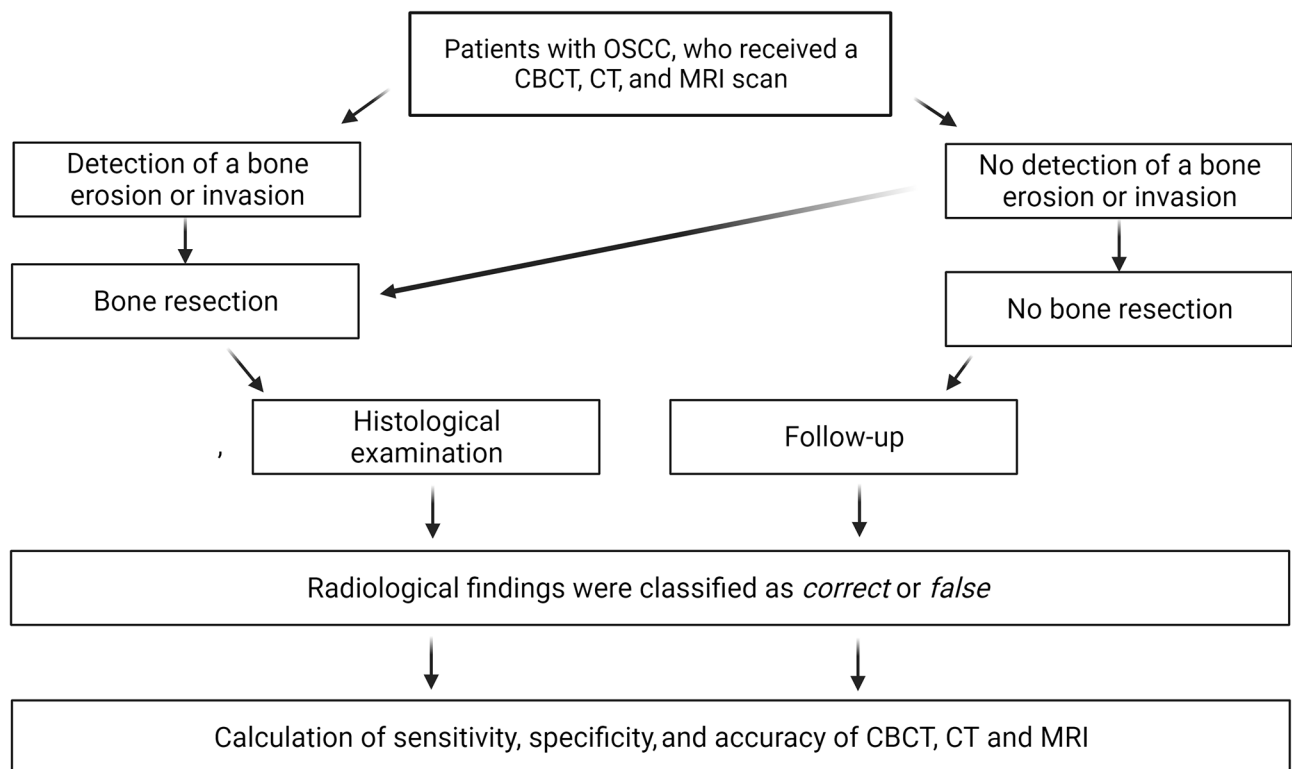 Patients with OSCC, who received a
CBCT, CT, and MRI scan
Detection of a bone
erosion or invasion
No detection of a bone
erosion or invasion
Bone resection
No bone resection
Histological
examination
,
Follow-up
Radiological findings were classified as correct or false
Calculation of sensitivity, specificity, and accuracy of CBCT, CT and MRI